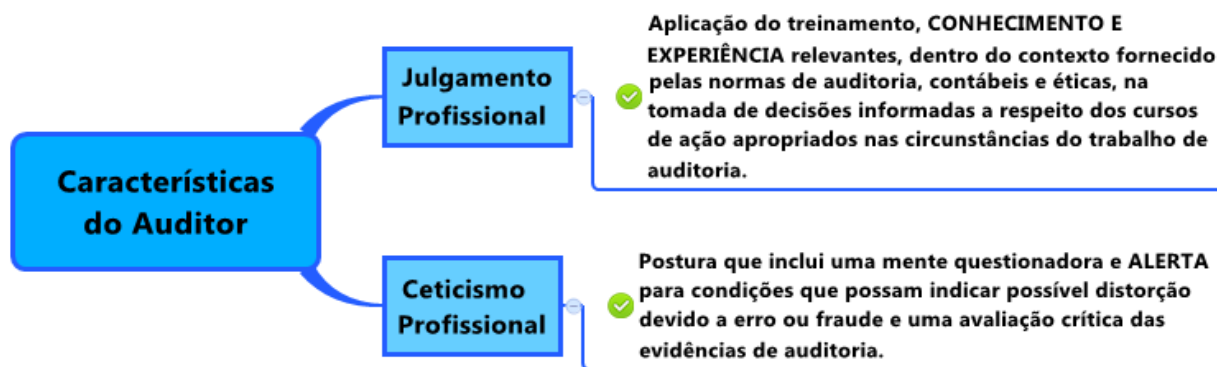 Características
do Auditor
Julgamento
Profissional
Aplicação do treinamento, CONHECIMENTO E
EXPERIÊNCIA relevantes, dentro do contexto fornecido
pelas normas de auditoria, contábeis e éticas, na
tomada de decisões informadas a respeito dos cursos
de ação apropriados nas circunstâncias do trabalho de
auditoria.
Ceticismo
Profissional
Postura que inclui uma mente questionadora e ALERTA
para condições que possam indicar possível distorção
devido a erro ou fraude e uma avaliação crítica das
evidências de auditoria.